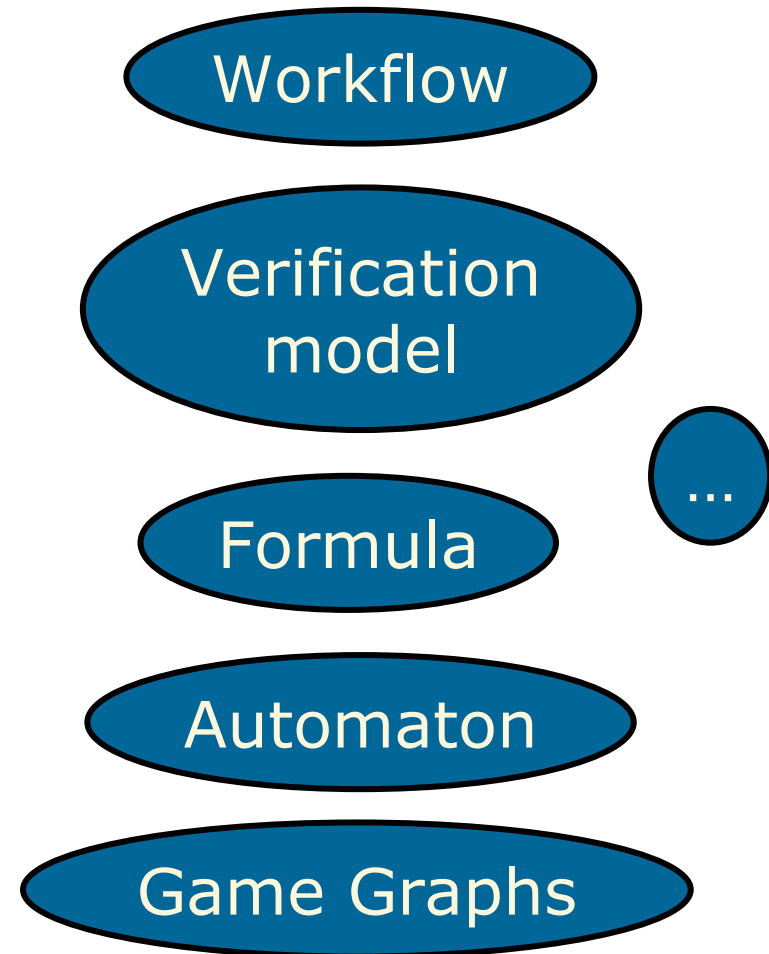 Workflow
Verification
model
...
Formula
Automaton
Game Graphs